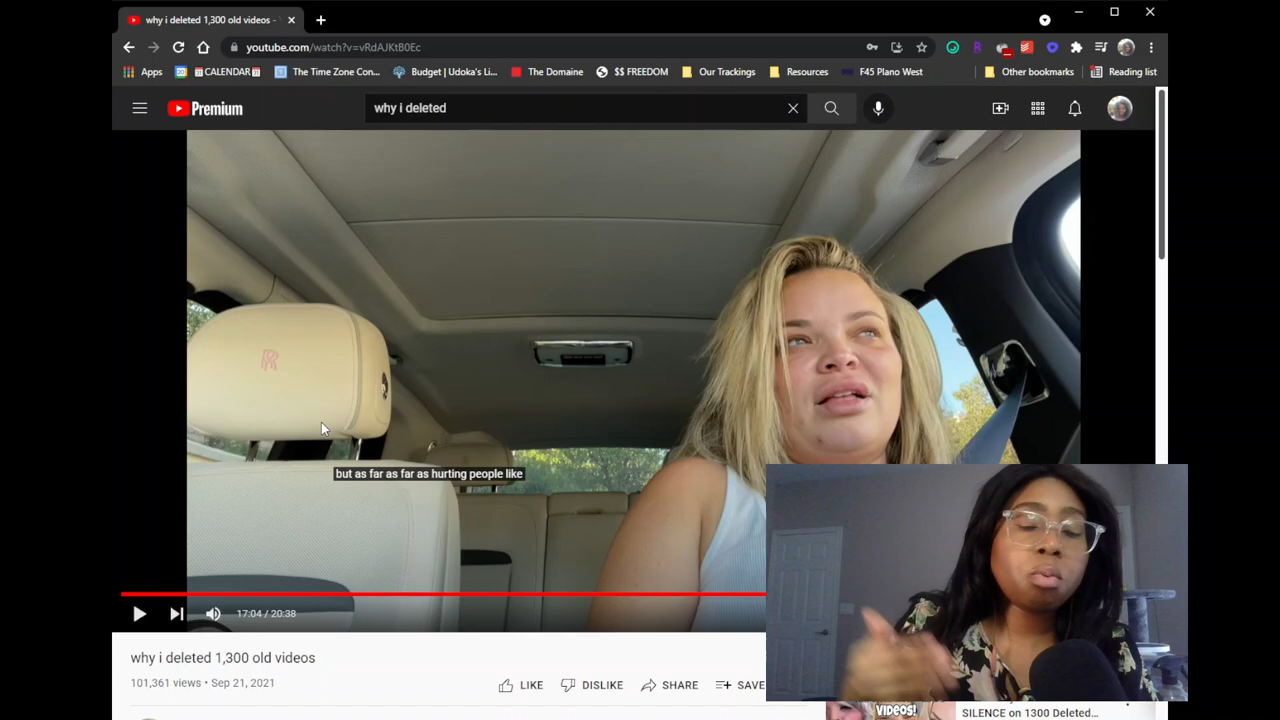 why i deleted 1,300 old videos -
youtube.com/watch?v=vRdAJKtB0Ec
Apps
CALENDAR
The Time Zone Con...
Budget | Udoka's Li...
The Domaine
$$ FREEDOM
Our Trackings
Resources
F45 Plano West
Other bookmarks
Reading list
Premium
why i deleted
RR
but as far as far as hurting people like
17:04 / 20:38
why i deleted 1,300 old videos
101,361 views • Sep 21, 2021
LIKE
DISLIKE
SHARE
SAVE
VIDEOS!
SILENCE on 1300 Deleted...